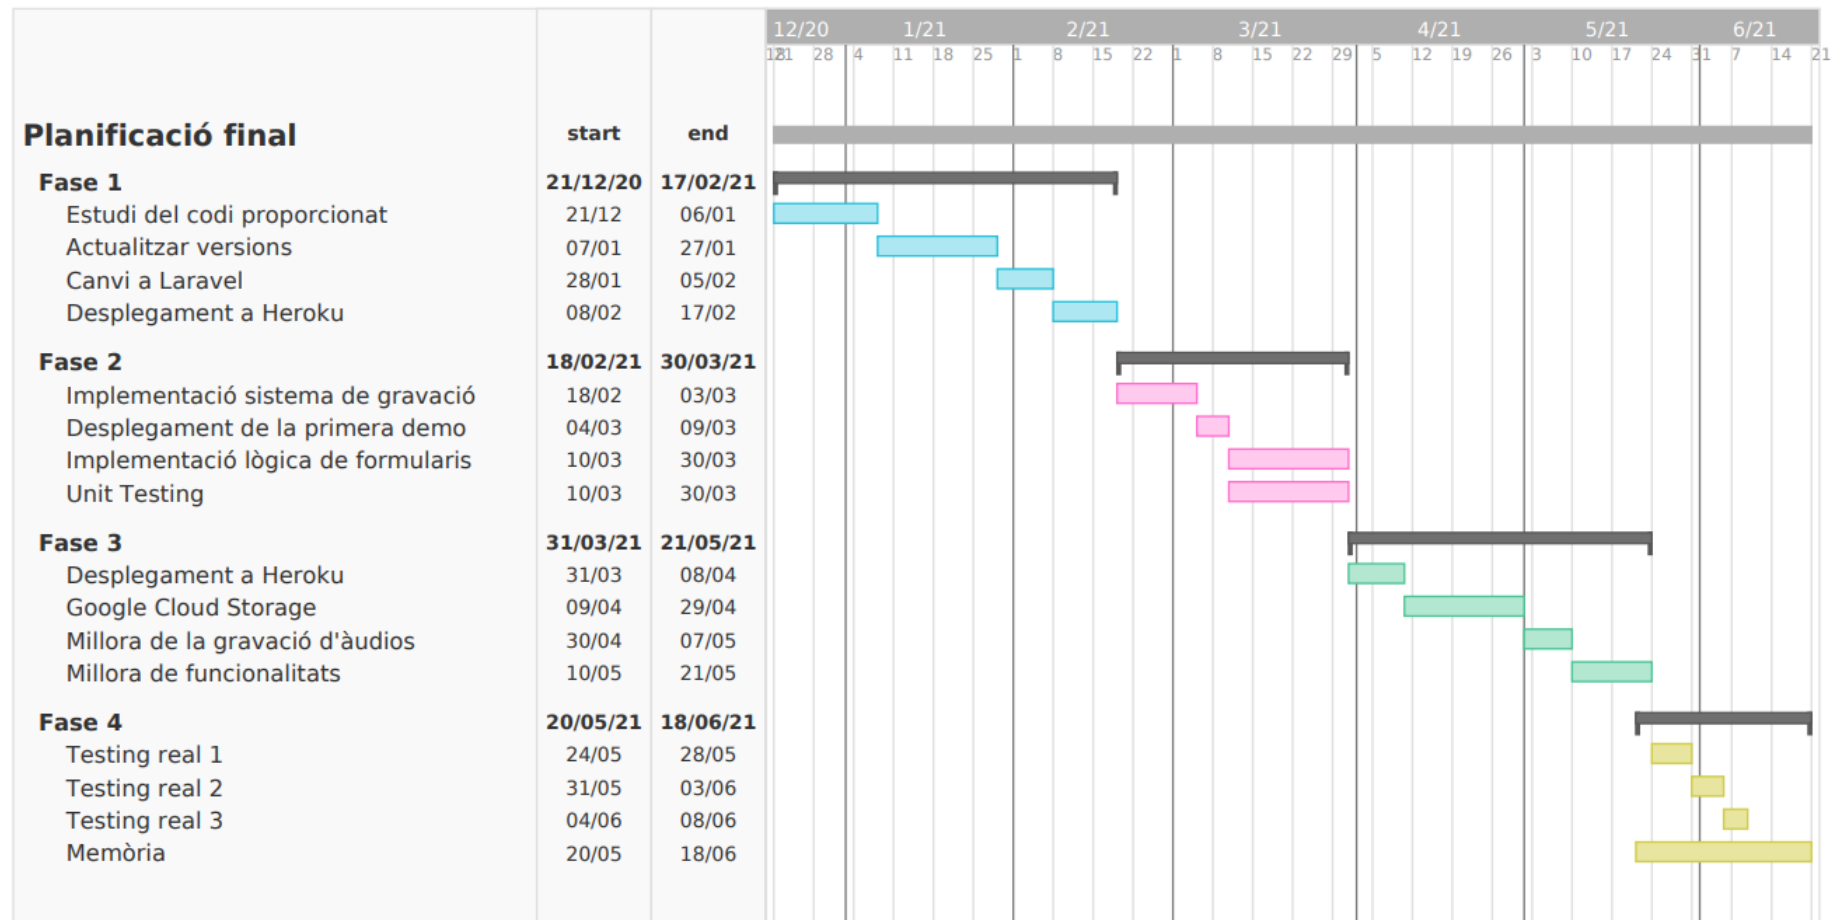 12/20 1/21 2/21 3/21 4/21 5/21 6/21
18 21 28 4 11 18 25 1 8 15 22 1 8 15 22 29 5 12 19 26 3 10 17 24 31 7 14 21
Planificació final start end
Fase 1 21/12/20 17/02/21
Estudi del codi proporcionat 21/12 06/01
Actualitzar versions 07/01 27/01
Canvi a Laravel 28/01 05/02
Desplegament a Heroku 08/02 17/02
Fase 2 18/02/21 30/03/21
Implementació sistema de gravació 18/02 03/03
Desplegament de la primera demo 04/03 09/03
Implementació lògica de formularis 10/03 30/03
Unit Testing 10/03 30/03
Fase 3 31/03/21 21/05/21
Desplegament a Heroku 31/03 08/04
Google Cloud Storage 09/04 29/04
Millora de la gravació d'àudios 30/04 07/05
Millora de funcionalitats 10/05 21/05
Fase 4 20/05/21 18/06/21
Testing real 1 24/05 28/05
Testing real 2 31/05 03/06
Testing real 3 04/06 08/06
Memòria 20/05 18/06